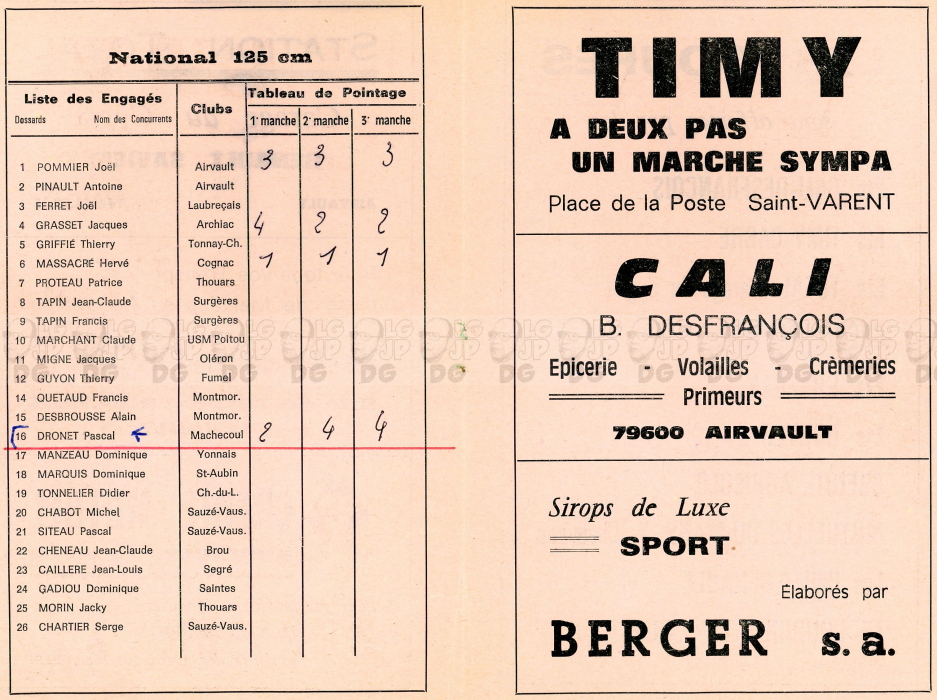 National 125 cm
Liste des Engagés Clubs Tableau de Pointage
Dossards Nom des Concurrents 1e manche 2e manche 3e manche
1 POMMIER Joël Airvault 3 3 3
2 PINAULT Antoine Airvault
3 FERRET Joël Laubreçais
4 GRASSET Jacques Archiac 4 2 2
5 GRIFFIÉ Thierry Tonnay-Ch.
6 MASSACRÉ Hervé Cognac 1 1 1
7 PROTEAU Patrice Thouars
8 TAPIN Jean-Claude Surgères
9 TAPIN Francis Surgères
10 MARCHANT Claude USM Poitou
11 MIGNE Jacques Oléron
12 GUYON Thierry Fumel
14 QUETAUD Francis Montmor.
15 DESBROUSSE Alain Montmor.
16 DRONET Pascal Machecoul 2 4 4
17 MANZEAU Dominique Yonnais
18 MARQUIS Dominique St-Aubin
19 TONNELIER Didier Ch.-du-L.
20 CHABOT Michel Sauzé-Vaus.
21 SITEAU Pascal Sauzé-Vaus.
22 CHENEAU Jean-Claude Brou
23 CAILLERE Jean-Louis Segré
24 GADIOU Dominique Saintes
25 MORIN Jacky Thouars
26 CHARTIER Serge Sauzé-Vaus.
TIMY
A DEUX PAS
UN MARCHE SYMPA
Place de la Poste Saint-VARENT
CALI
B. DESFRANÇOIS
Epicerie - Volailles - Crèmeries
Primeurs
79600 AIRVAULT
Sirops de Luxe
SPORT
Élaborés par
BERGER s.a.